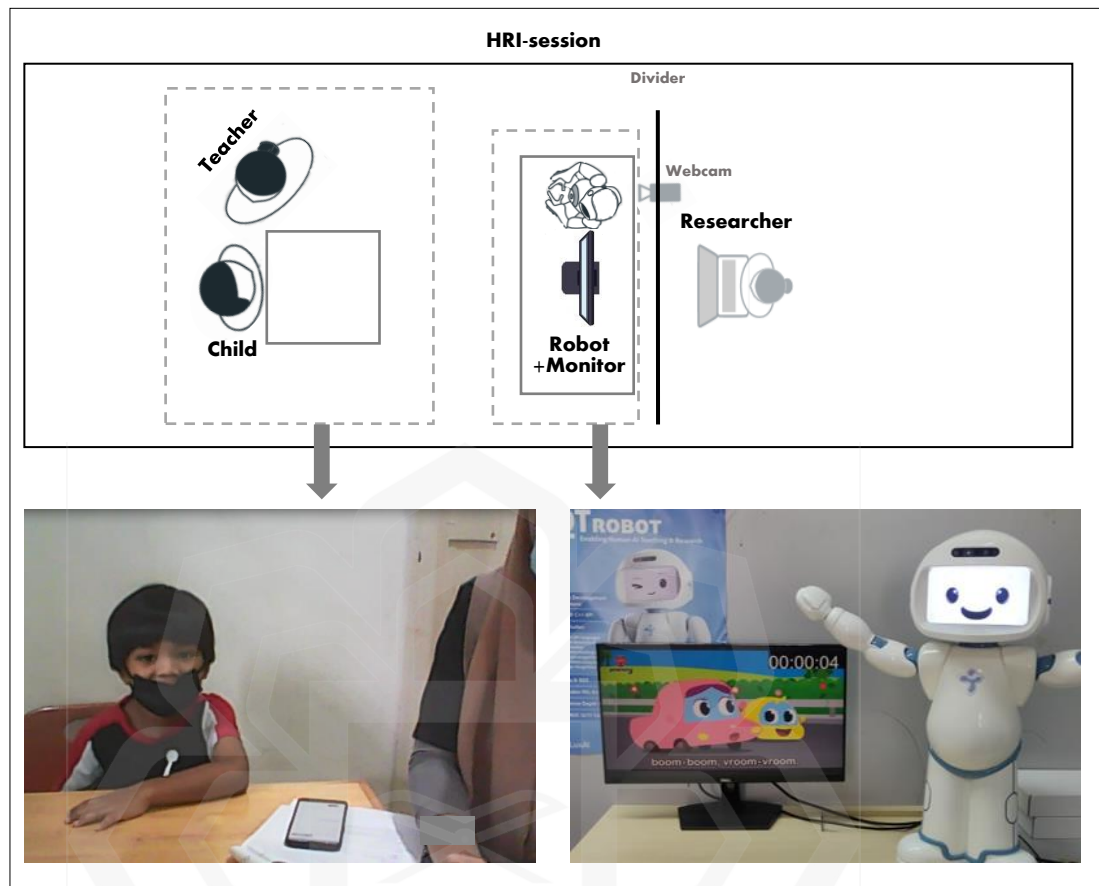 HRI-session
Divider
Teacher
Webcam
Researcher
Child
Robot
+Monitor
ROBOT
00:00:04
boom-boom, vroom-vroom.